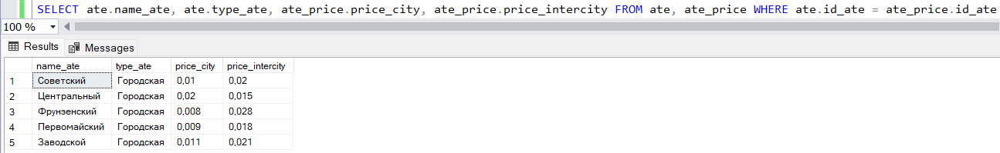 SELECT ate.name_ate, ate.type_ate, ate_price.price_city, ate_price.price_intercity FROM ate, ate_price WHERE ate.id_ate = ate_price.id_ate
100 %
Results Messages
name_ate type_ate price_city price_intercity
1 Советский Городская 0,01 0,02
2 Центральный Городская 0,02 0,015
3 Фрунзенский Городская 0,008 0,028
4 Первомайский Городская 0,009 0,018
5 Заводской Городская 0,011 0,021